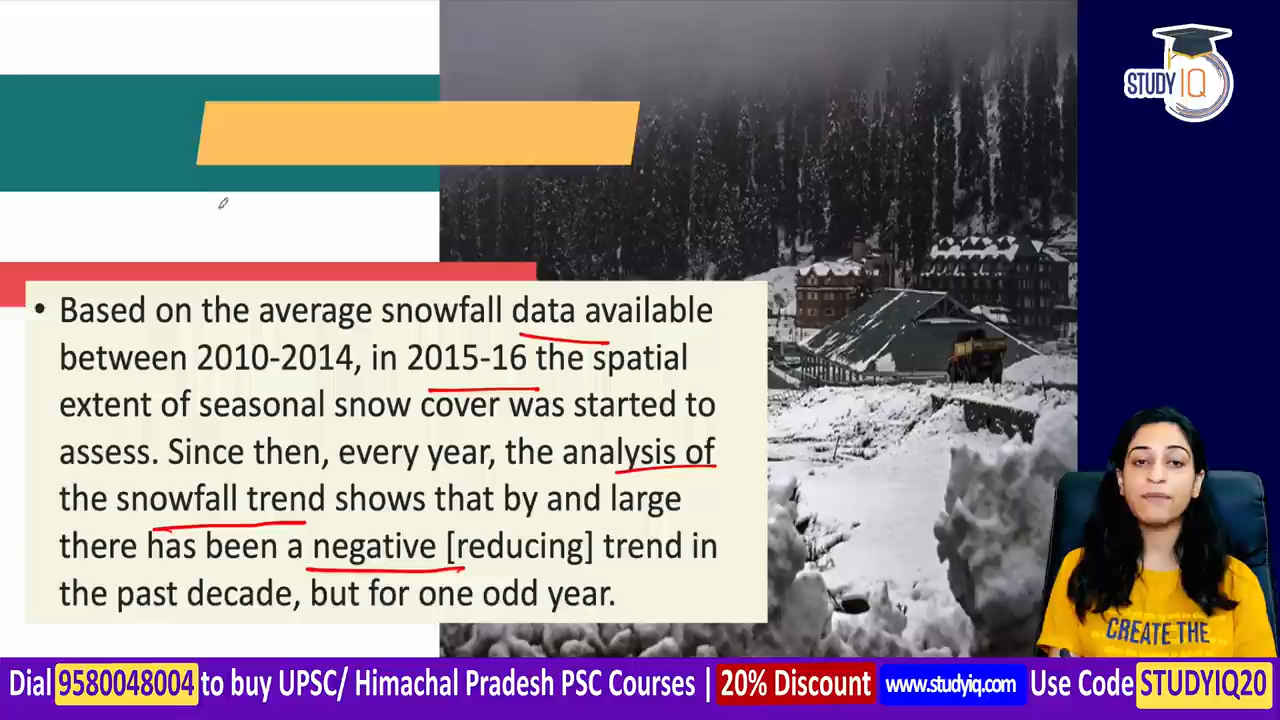 STUDY IQ
• Based on the average snowfall data available
between 2010-2014, in 2015-16 the spatial
extent of seasonal snow cover was started to
assess. Since then, every year, the analysis of
the snowfall trend shows that by and large
there has been a negative [reducing] trend in
the past decade, but for one odd year.
CREATE THE
Dial 9580048004 to buy UPSC/ Himachal Pradesh PSC Courses | 20% Discount www.studyiq.com Use Code STUDYIQ20